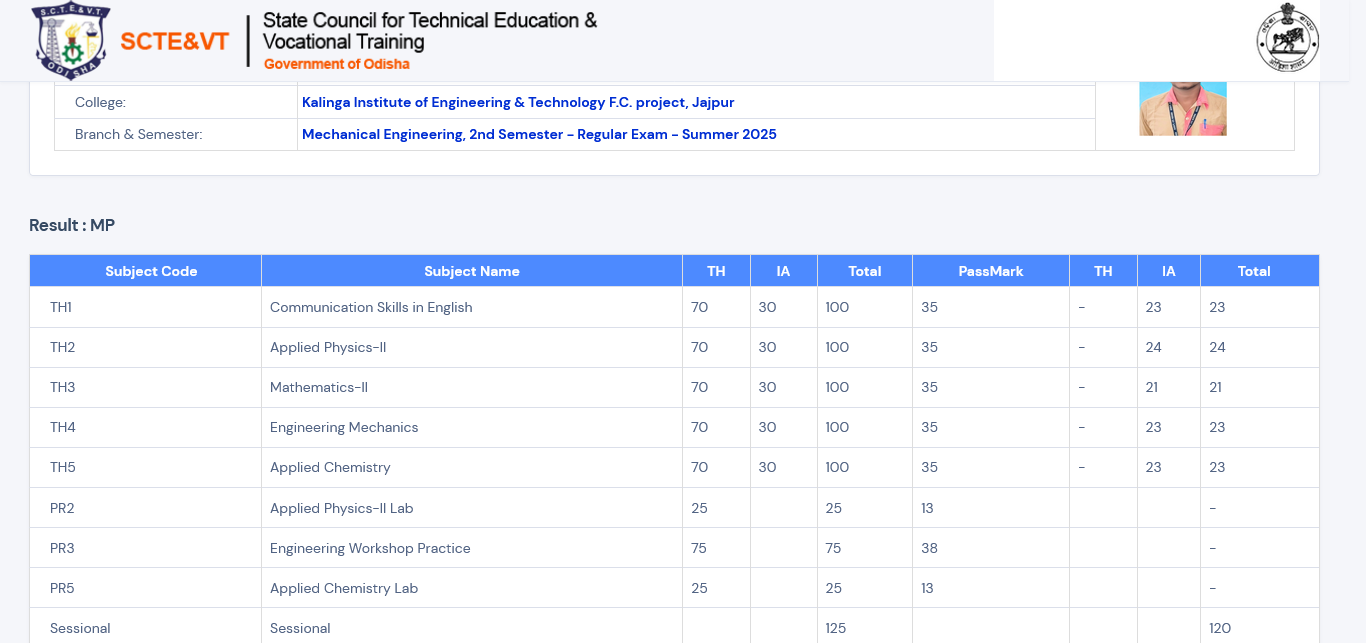 S.C.T.E.&V.T.
ODISHA
SCTE&VT
State Council for Technical Education &
Vocational Training
Government of Odisha
College: Kalinga Institute of Engineering & Technology F.C. project, Jajpur
Branch & Semester: Mechanical Engineering, 2nd Semester - Regular Exam - Summer 2025
Result : MP
Subject Code Subject Name TH IA Total PassMark TH IA Total
TH1 Communication Skills in English 70 30 100 35 - 23 23
TH2 Applied Physics-II 70 30 100 35 - 24 24
TH3 Mathematics-II 70 30 100 35 - 21 21
TH4 Engineering Mechanics 70 30 100 35 - 23 23
TH5 Applied Chemistry 70 30 100 35 - 23 23
PR2 Applied Physics-II Lab 25 25 13 -
PR3 Engineering Workshop Practice 75 75 38 -
PR5 Applied Chemistry Lab 25 25 13 -
Sessional Sessional 125 120